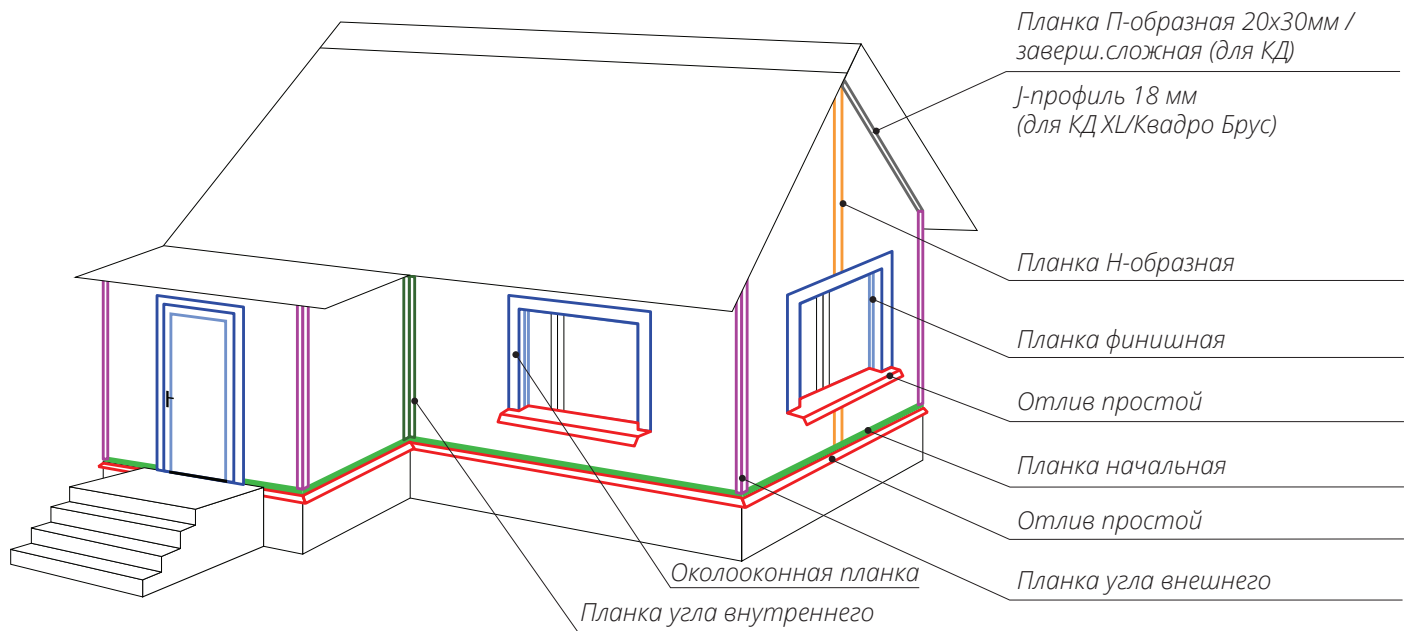 Планка П-образная 20х30мм /
заверш.сложная (для КД)
J-профиль 18 мм
(для КД XL/Квадро Брус)
Планка Н-образная
Планка финишная
Отлив простой
Планка начальная
Отлив простой
Планка угла внешнего
Околооконная планка
Планка угла внутреннего